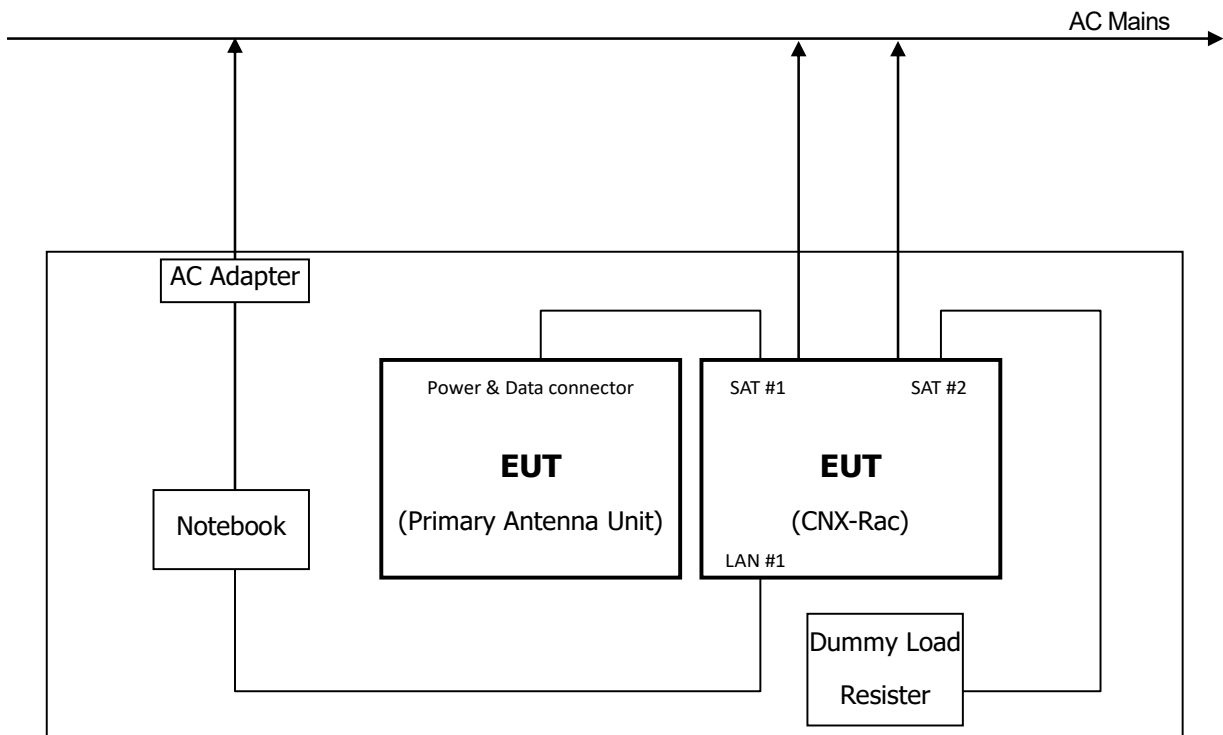 AC Mains
AC Adapter
Power & Data connector
SAT #1
SAT #2
EUT
(Primary Antenna Unit)
EUT
(CNX-Rac)
Notebook
LAN #1
Dummy Load
Resister